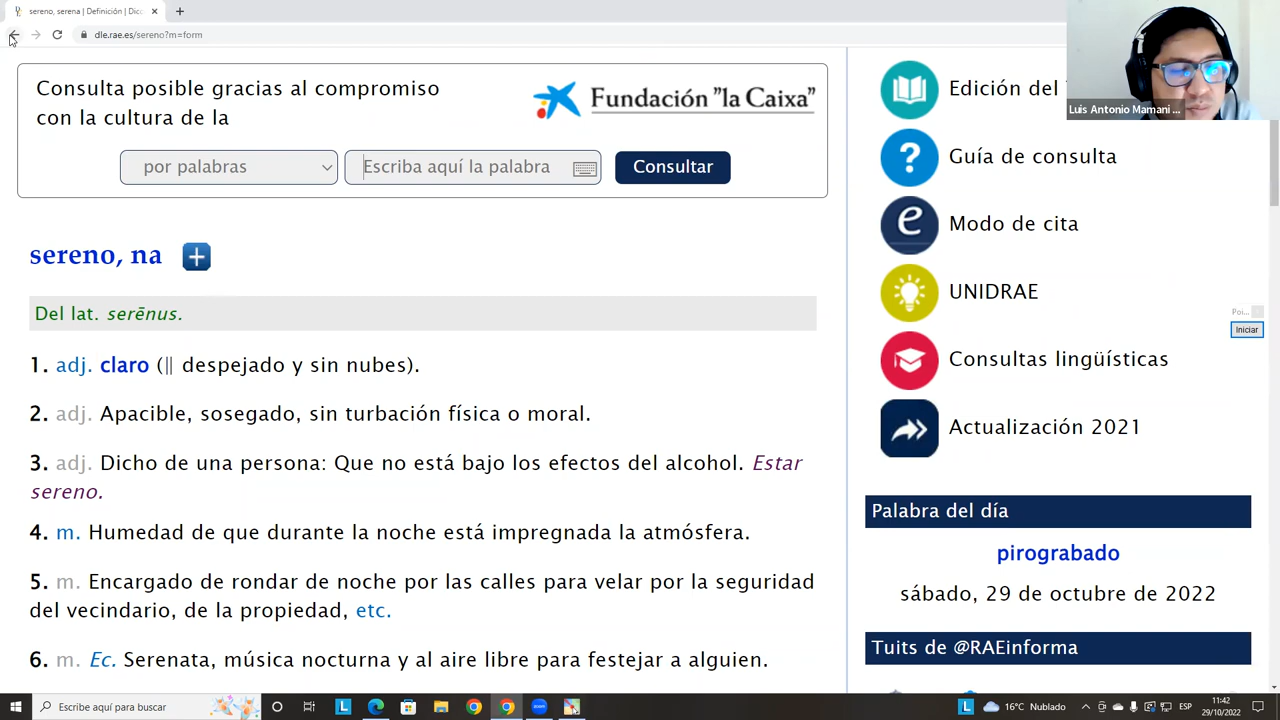 sereno, serena | Definición | Dicc
dle.rae.es/sereno?m=form
Consulta posible gracias al compromiso
con la cultura de la
Fundación "la Caixa"
por palabras
Escriba aquí la palabra
Consultar
sereno, na
Del lat. serēnus.
1. adj. claro (‖ despejado y sin nubes).
2. adj. Apacible, sosegado, sin turbación física o moral.
3. adj. Dicho de una persona: Que no está bajo los efectos del alcohol. Estar
sereno.
4. m. Humedad de que durante la noche está impregnada la atmósfera.
5. m. Encargado de rondar de noche por las calles para velar por la seguridad
del vecindario, de la propiedad, etc.
6. m. Ec. Serenata, música nocturna y al aire libre para festejar a alguien.
Edición del
Luis Antonio Mamani ...
Guía de consulta
e
Modo de cita
UNIDRAE
Poi...
Iniciar
Consultas lingüísticas
Actualización 2021
Palabra del día
pirograbado
sábado, 29 de octubre de 2022
Tuits de @RAEinforma
Escribe aquí para buscar
L
zoom
L
16°C Nublado
ESP
11:42
29/10/2022